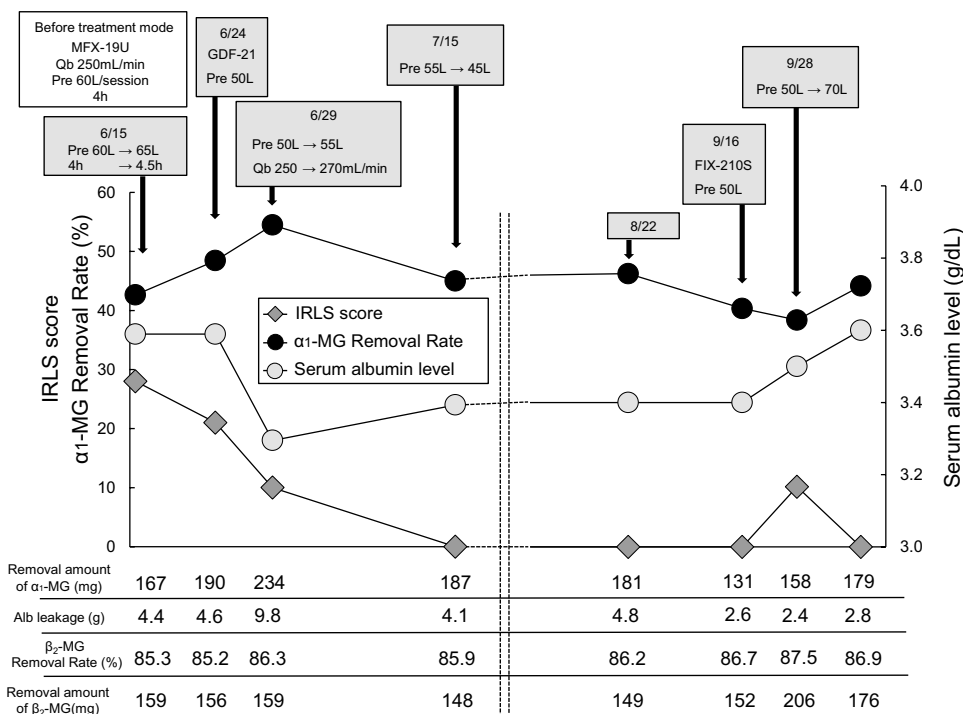 Before treatment mode
MFX-19U
Qb 250mL/min
Pre 60L/session
4h
6/15
Pre 60L → 65L
4h → 4.5h
6/24
GDF-21
Pre 50L
6/29
Pre 50L → 55L
Qb 250 → 270mL/min
7/15
Pre 55L → 45L
8/22
9/16
FIX-210S
Pre 50L
9/28
Pre 50L → 70L
IRLS score
α1-MG Removal Rate (%)
60
50
40
30
20
10
0
IRLS score
α1-MG Removal Rate
Serum albumin level
4.0
3.8
3.6
3.4
3.2
3.0
Serum albumin level (g/dL)
Removal amount
of α1-MG (mg)
167 190 234 187 181 131 158 179
Alb leakage (g)
4.4 4.6 9.8 4.1 4.8 2.6 2.4 2.8
β2-MG
Removal Rate (%)
85.3 85.2 86.3 85.9 86.2 86.7 87.5 86.9
Removal amount
of β2-MG(mg)
159 156 159 148 149 152 206 176